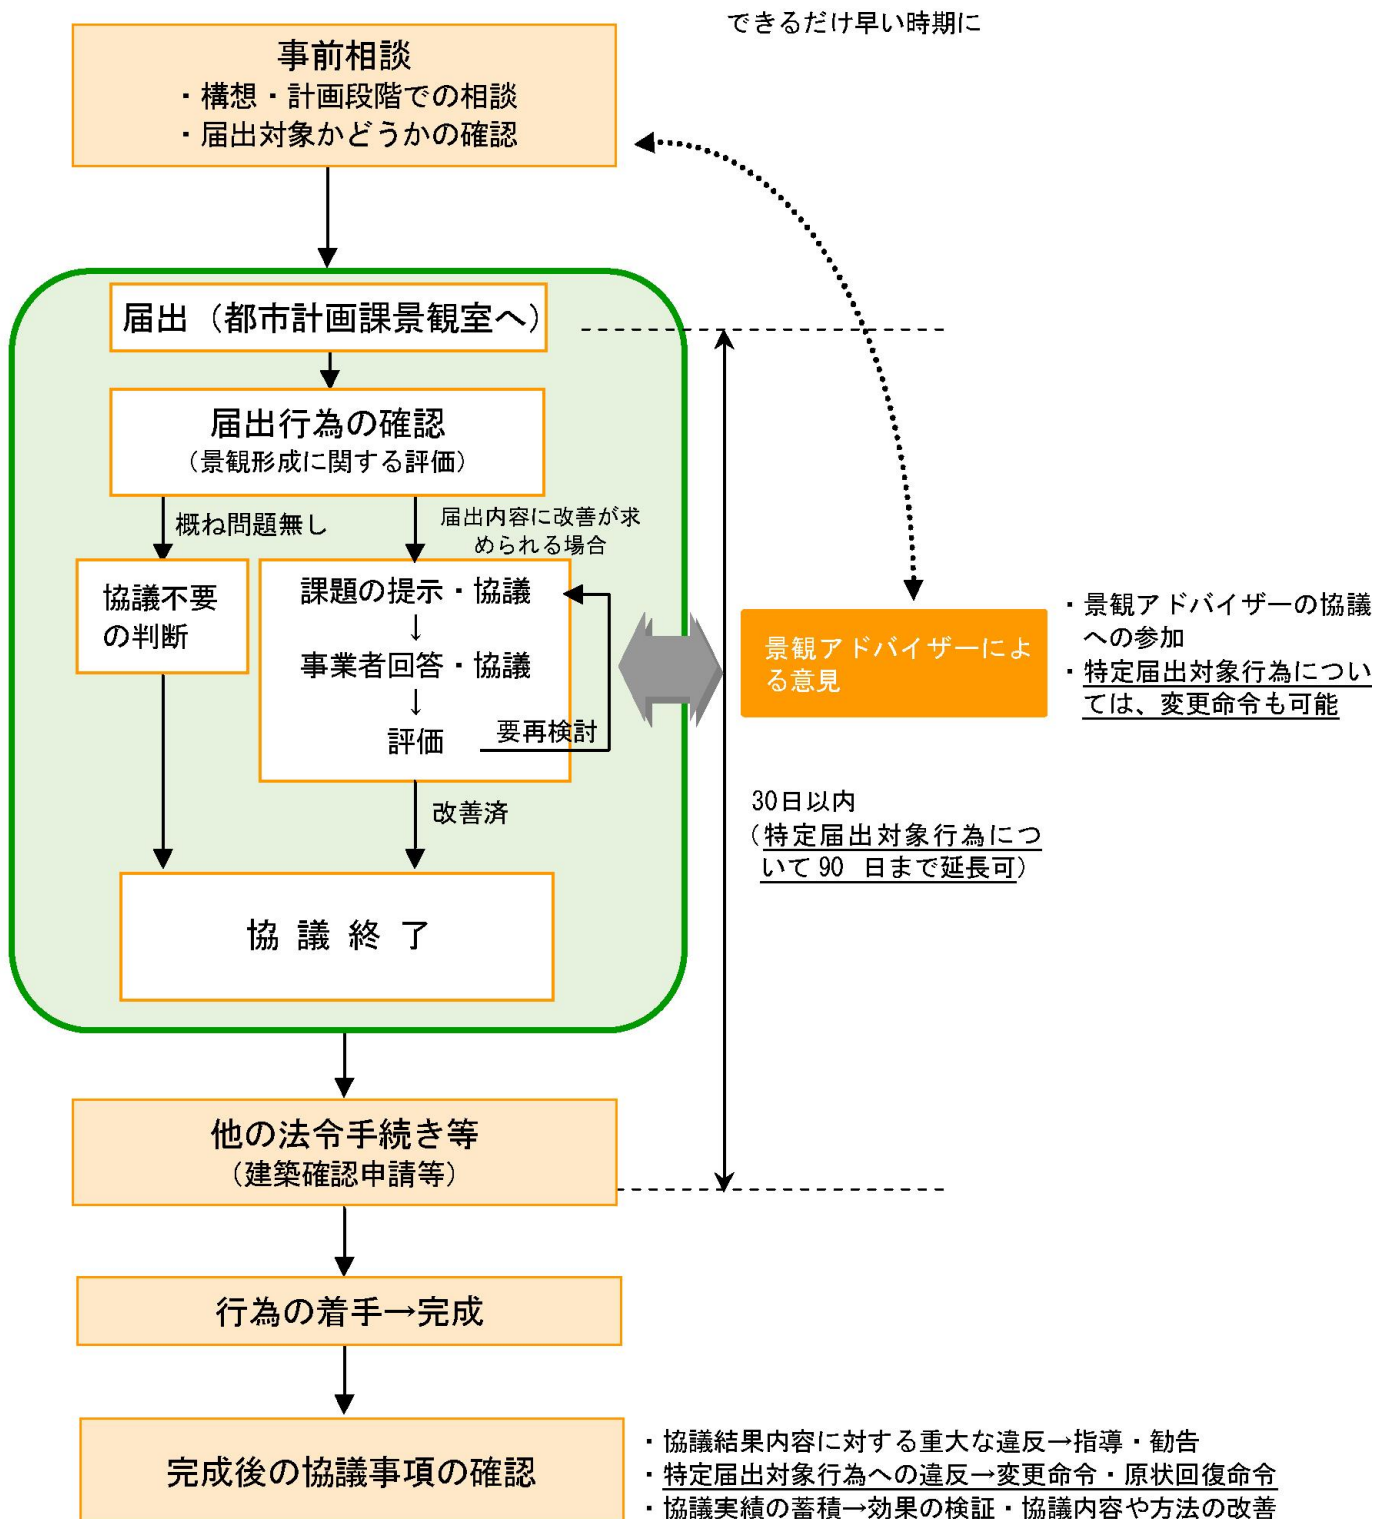 できるだけ早い時期に
事前相談
・構想・計画段階での相談
・届出対象かどうかの確認
届出（都市計画課景観室へ）
届出行為の確認
（景観形成に関する評価）
概ね問題無し
届出内容に改善が求
められる場合
協議不要
の判断
課題の提示・協議
↓
事業者回答・協議
↓
評価
要再検討
改善済
協議終了
景観アドバイザーによ
る意見
・景観アドバイザーの協議
への参加
・特定届出対象行為につい
ては、変更命令も可能
30日以内
（特定届出対象行為につ
いて90 日まで延長可）
他の法令手続き等
（建築確認申請等）
行為の着手→完成
完成後の協議事項の確認
・協議結果内容に対する重大な違反→指導・勧告
・特定届出対象行為への違反→変更命令・原状回復命令
・協議実績の蓄積→効果の検証・協議内容や方法の改善